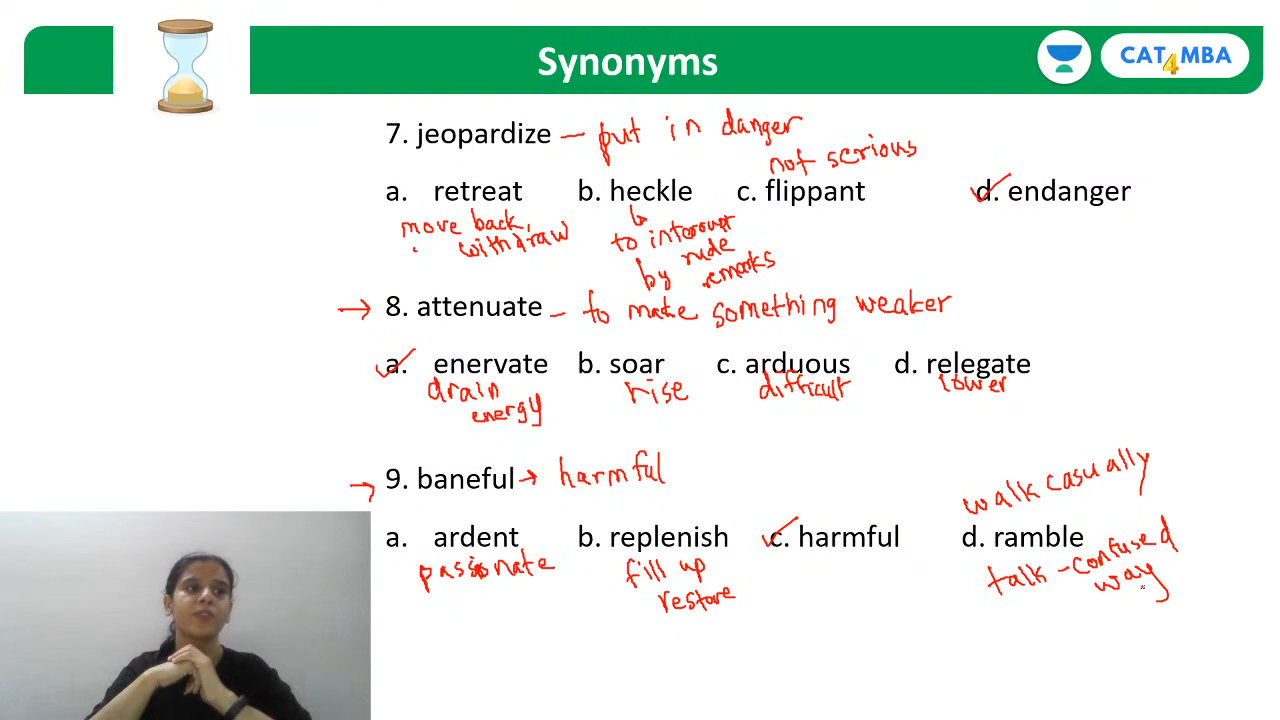 Synonyms
CAT4MBA
7. jeopardize – put in danger
not serious
a. retreat b. heckle c. flippant d. endanger
move back,
withdraw
to interrupt
rude
by remarks
8. attenuate – to make something weaker
a. enervate b. soar c. arduous d. relegate
drain
energy
rise
difficult
lower
9. baneful → harmful
walk casually
a. ardent b. replenish c. harmful d. ramble
passionate
fill up
restore
talk – confused
way